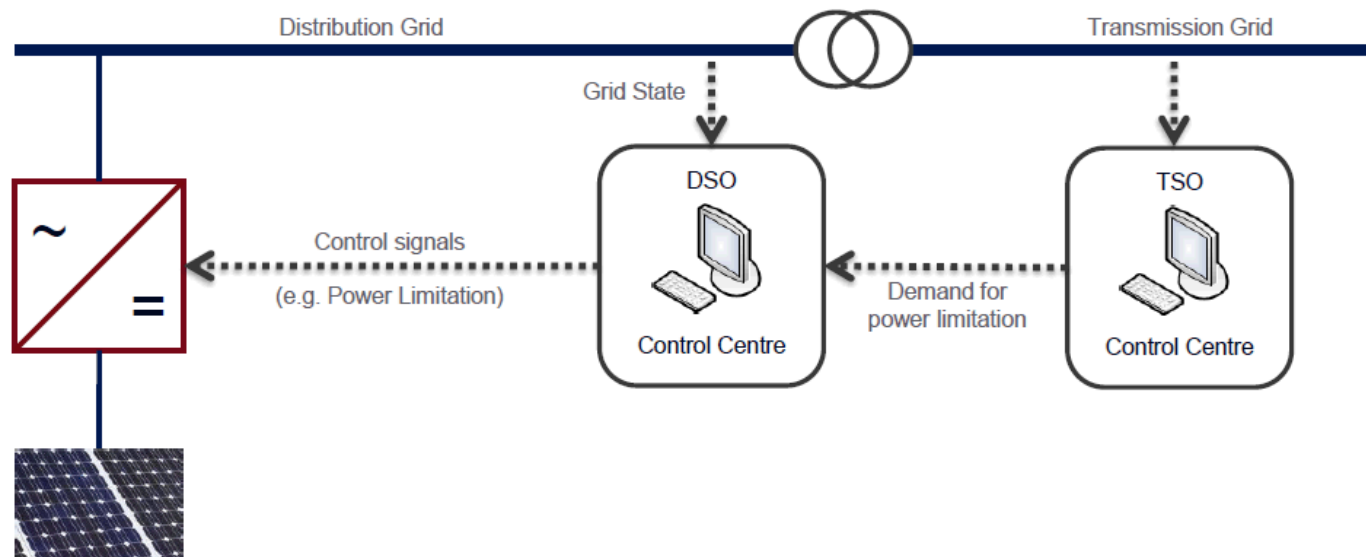 Distribution Grid
Transmission Grid
Grid State
DSO
TSO
~
=
Control signals
(e.g. Power Limitation)
Demand for
power limitation
Control Centre
Control Centre